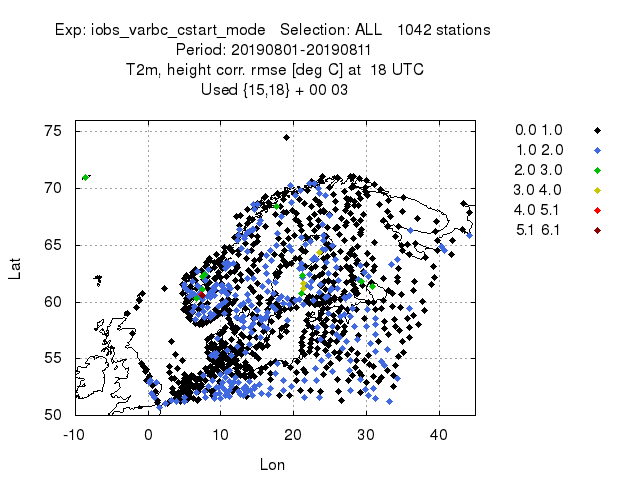 Exp: iobs_varbc_cstart_mode   Selection: ALL   1042 stations
Period: 20190801-20190811
T2m, height corr. rmse [deg C] at  18 UTC
Used {15,18} + 00 03
75
70
65
60
55
50
-10 0 10 20 30 40
Lat
Lon
0.0 1.0
1.0 2.0
2.0 3.0
3.0 4.0
4.0 5.1
5.1 6.1